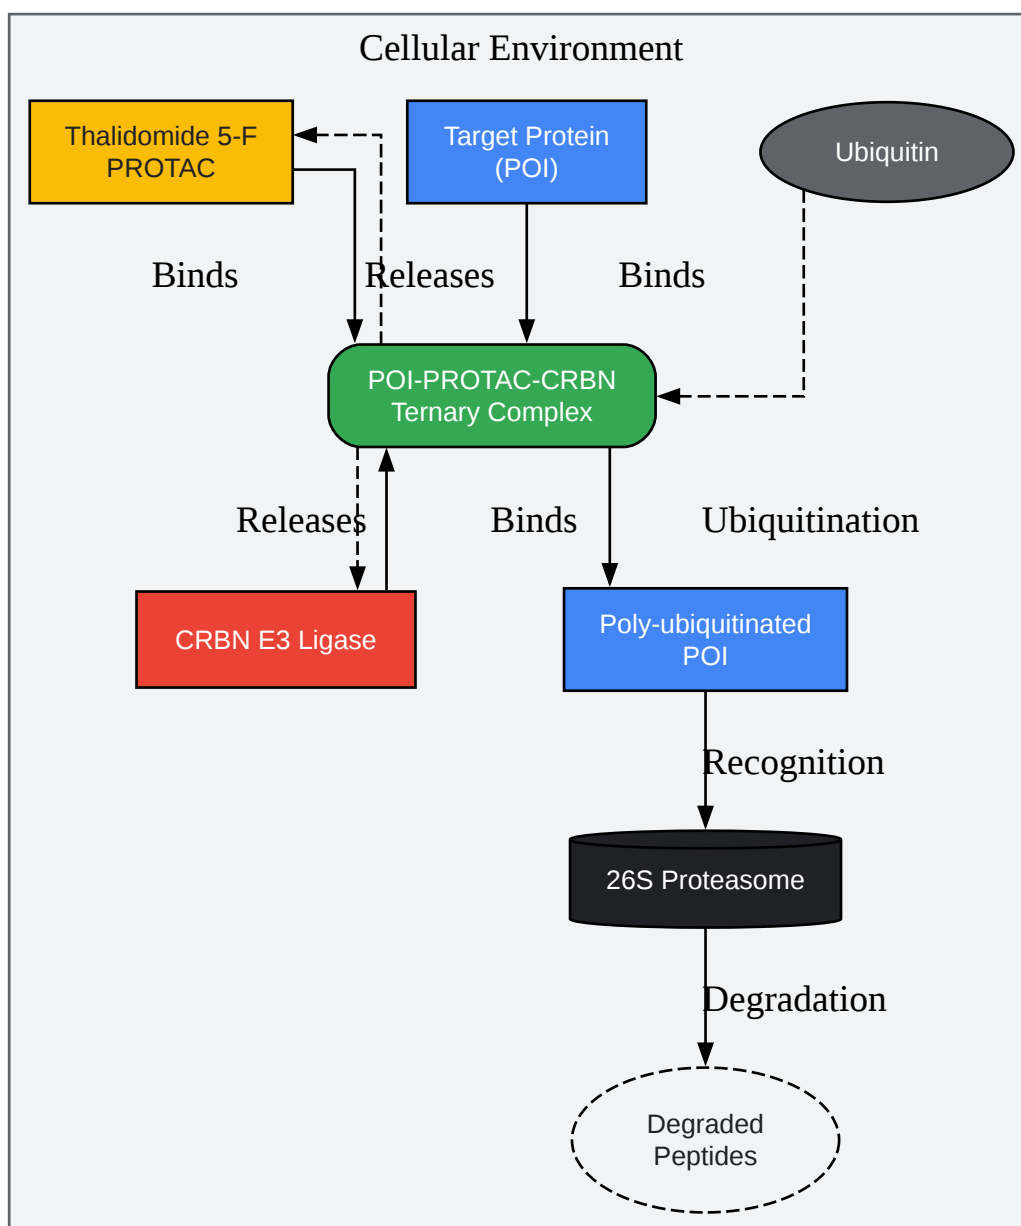 Cellular Environment
Thalidomide 5-F
PROTAC
Target Protein
(POI)
Ubiquitin
Binds
Releases
Binds
POI-PROTAC-CRBN
Ternary Complex
Releases
Binds
Ubiquitination
CRBN E3 Ligase
Poly-ubiquitinated
POI
Recognition
26S Proteasome
Degradation
Degraded
Peptides